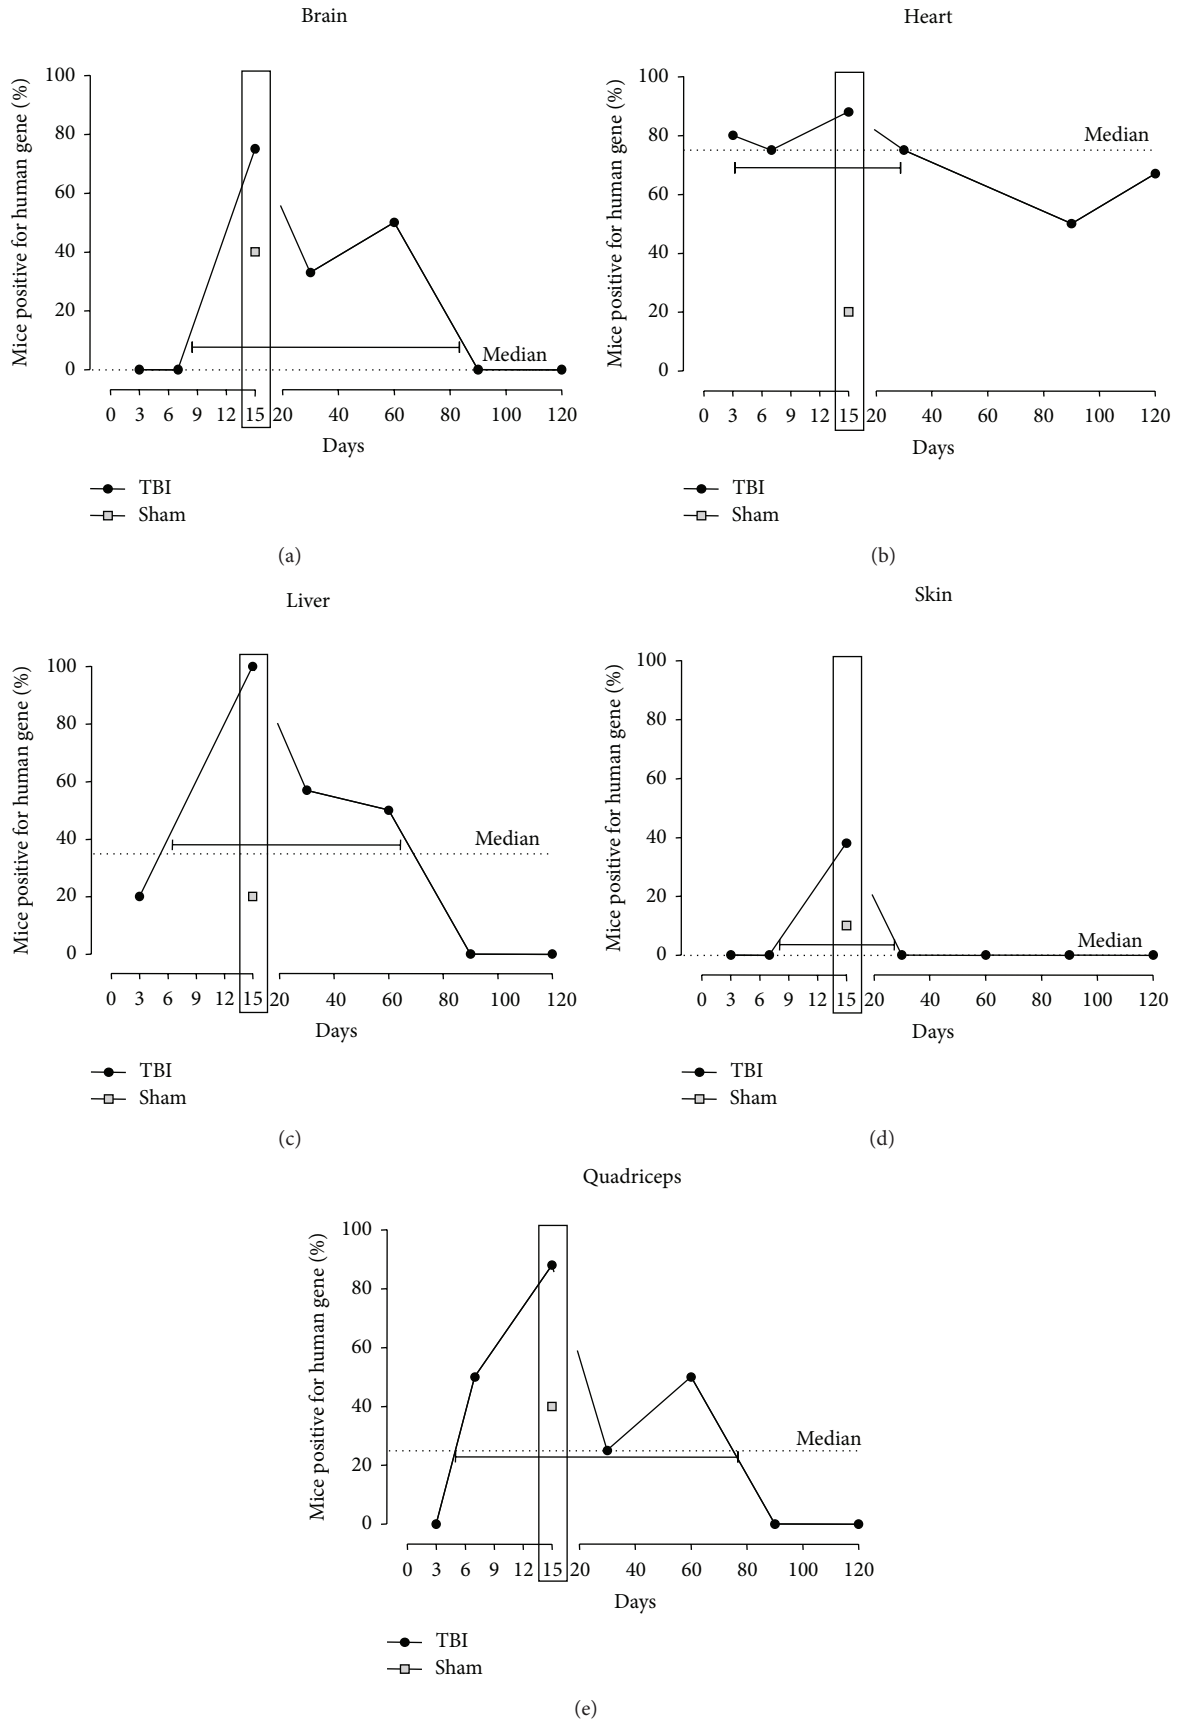 Brain
Mice positive for human gene (%)
100
80
60
40
20
0
Median
0 3 6 9 12 15 20 40 60 80 100 120
Days
TBI
Sham
(a)
Heart
Mice positive for human gene (%)
100
80
60
40
20
0
Median
0 3 6 9 12 15 20 40 60 80 100 120
Days
TBI
Sham
(b)
Liver
Mice positive for human gene (%)
100
80
60
40
20
0
Median
0 3 6 9 12 15 20 40 60 80 100 120
Days
TBI
Sham
(c)
Skin
Mice positive for human gene (%)
100
80
60
40
20
0
Median
0 3 6 9 12 15 20 40 60 80 100 120
Days
TBI
Sham
(d)
Quadriceps
Mice positive for human gene (%)
100
80
60
40
20
0
Median
0 3 6 9 12 15 20 40 60 80 100 120
Days
TBI
Sham
(e)